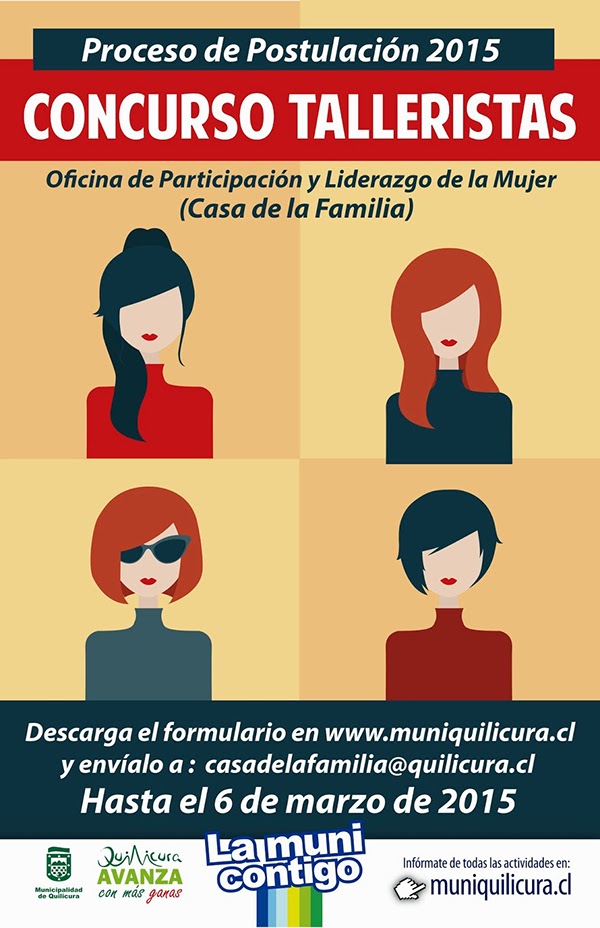 Proceso de Postulación 2015
CONCURSO TALLERISTAS
Oficina de Participación y Liderazgo de la Mujer
(Casa de la Familia)
Descarga el formulario en www.muniquilicura.cl
y envíalo a : casadelafamilia@quilicura.cl
Hasta el 6 de marzo de 2015
Municipalidad
de Quilicura
Quilicura
AVANZA
con más ganas
La muni
contigo
Infórmate de todas las actividades en:
muniquilicura.cl